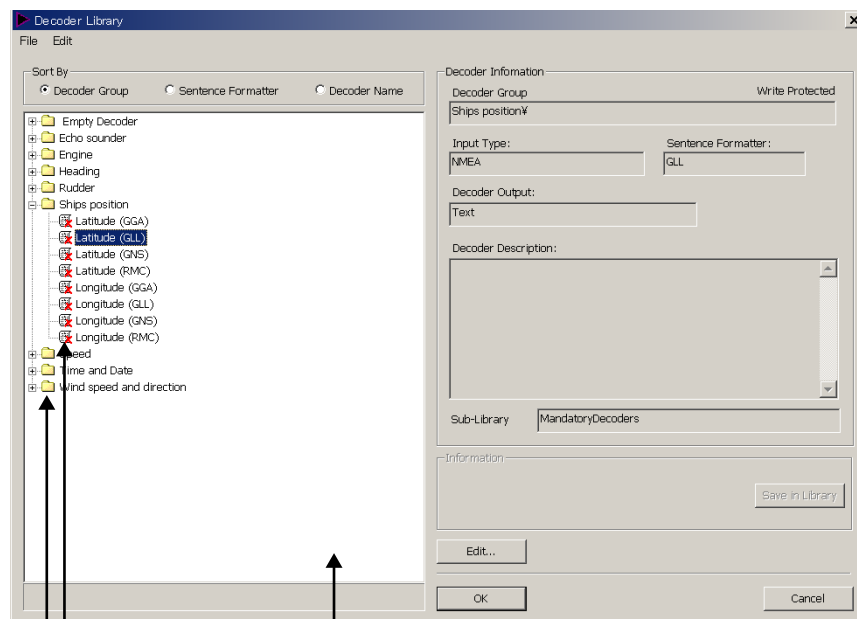 Decoder Library
File Edit
Sort By
Decoder Group Sentence Formatter Decoder Name
Empty Decoder
Echo sounder
Engine
Heading
Rudder
Ships position
Latitude (GGA)
Latitude (GLL)
Latitude (GNS)
Latitude (RMC)
Longitude (GGA)
Longitude (GLL)
Longitude (GNS)
Longitude (RMC)
Speed
Time and Date
Wind speed and direction
Decoder Infomation
Decoder Group Write Protected
Ships position¥
Input Type: Sentence Formatter:
NMEA GLL
Decoder Output:
Text
Decoder Description:
Sub-Library MandatoryDecoders
Information
Save in Library
Edit...
OK Cancel